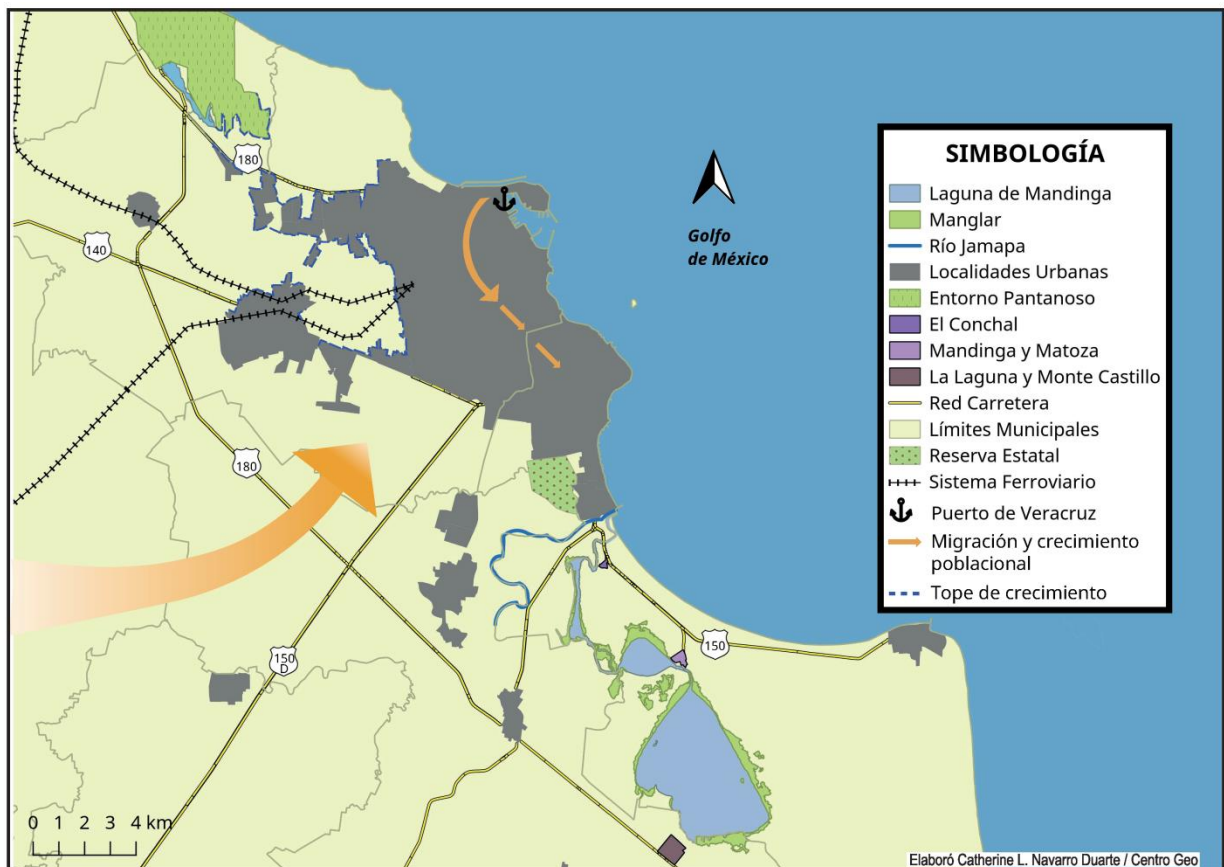 180
140
Golfo
de México
SIMBOLOGÍA
Laguna de Mandinga
Manglar
Río Jamapa
Localidades Urbanas
Entorno Pantanoso
El Conchal
Mandinga y Matoza
La Laguna y Monte Castillo
Red Carretera
Límites Municipales
Reserva Estatal
Sistema Ferroviario
Puerto de Veracruz
Migración y crecimiento
poblacional
Tope de crecimiento
180
150
150
D
0 1 2 3 4 km
Elaboró Catherine L. Navarro Duarte / Centro Geo